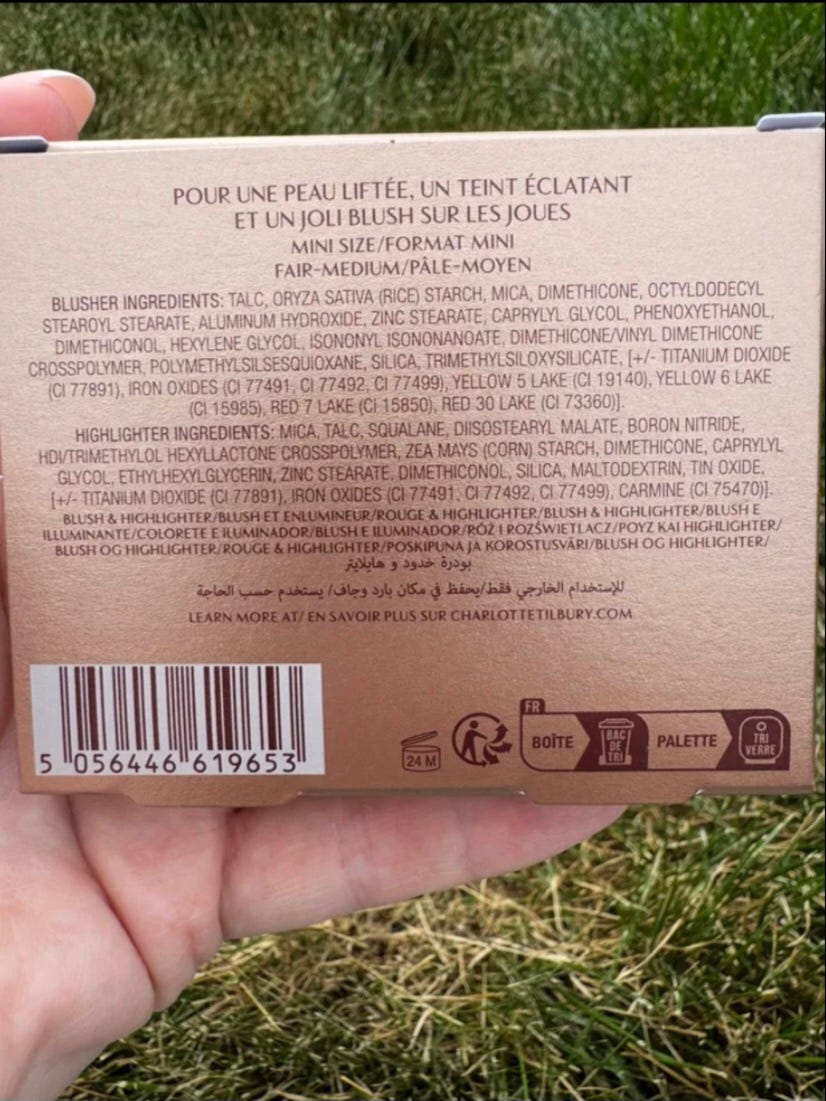 POUR UNE PEAU LIFTÉE, UN TEINT ÉCLATANT
ET UN JOLI BLUSH SUR LES JOUES
MINI SIZE/FORMAT MINI
FAIR-MEDIUM/PÂLE-MOYEN
BLUSHER INGREDIENTS: TALC, ORYZA SATIVA (RICE) STARCH, MICA, DIMETHICONE, OCTYLDODECYL
STEAROYL STEARATE, ALUMINUM HYDROXIDE, ZINC STEARATE, CAPRYLYL GLYCOL, PHENOXYETHANOL,
DIMETHICONOL, HEXYLENE GLYCOL, ISONONYL ISONONANOATE, DIMETHICONE/VINYL DIMETHICONE
CROSSPOLYMER, POLYMETHYLSILSESQUIOXANE, SILICA, TRIMETHYLSILOXYSILICATE, [+/- TITANIUM DIOXIDE
(CI 77891), IRON OXIDES (CI 77491, CI 77492, CI 77499), YELLOW 5 LAKE (CI 19140), YELLOW 6 LAKE
(CI 15985), RED 7 LAKE (CI 15850), RED 30 LAKE (CI 73360)].
HIGHLIGHTER INGREDIENTS: MICA, TALC, SQUALANE, DIISOSTEARYL MALATE, BORON NITRIDE,
HDI/TRIMETHYLOL HEXYLLACTONE CROSSPOLYMER, ZEA MAYS (CORN) STARCH, DIMETHICONE, CAPRYLYL
GLYCOL, ETHYLHEXYLGLYCERIN, ZINC STEARATE, DIMETHICONOL, SILICA, MALTODEXTRIN, TIN OXIDE,
[+/- TITANIUM DIOXIDE (CI 77891), IRON OXIDES (CI 77491, CI 77492, CI 77499), CARMINE (CI 75470)].
BLUSH & HIGHLIGHTER/BLUSH ET ENLUMINEUR/ROUGE & HIGHLIGHTER/BLUSH & HIGHLIGHTER/BLUSH E
ILLUMINANTE/COLORETE E ILUMINADOR/BLUSH E ILUMINADOR/RÓŻ I ROZŚWIETLACZ/ΡΟΥΖ ΚΑΙ HIGHLIGHTER/
BLUSH OG HIGHLIGHTER/ROUGE & HIGHLIGHTER/POSKIPUNA JA KOROSTUSVÄRI/BLUSH OG HIGHLIGHTER/
بودرة خدود و هايلايتر
للإستخدام الخارجي فقط/يحفظ في مكان بارد وجاف/ يستخدم حسب الحاجة
LEARN MORE AT/ EN SAVOIR PLUS SUR CHARLOTTETILBURY.COM
5 056446 619653
24 M
FR
BOÎTE
BAC
DE
TRI
PALETTE
TRI
VERRE